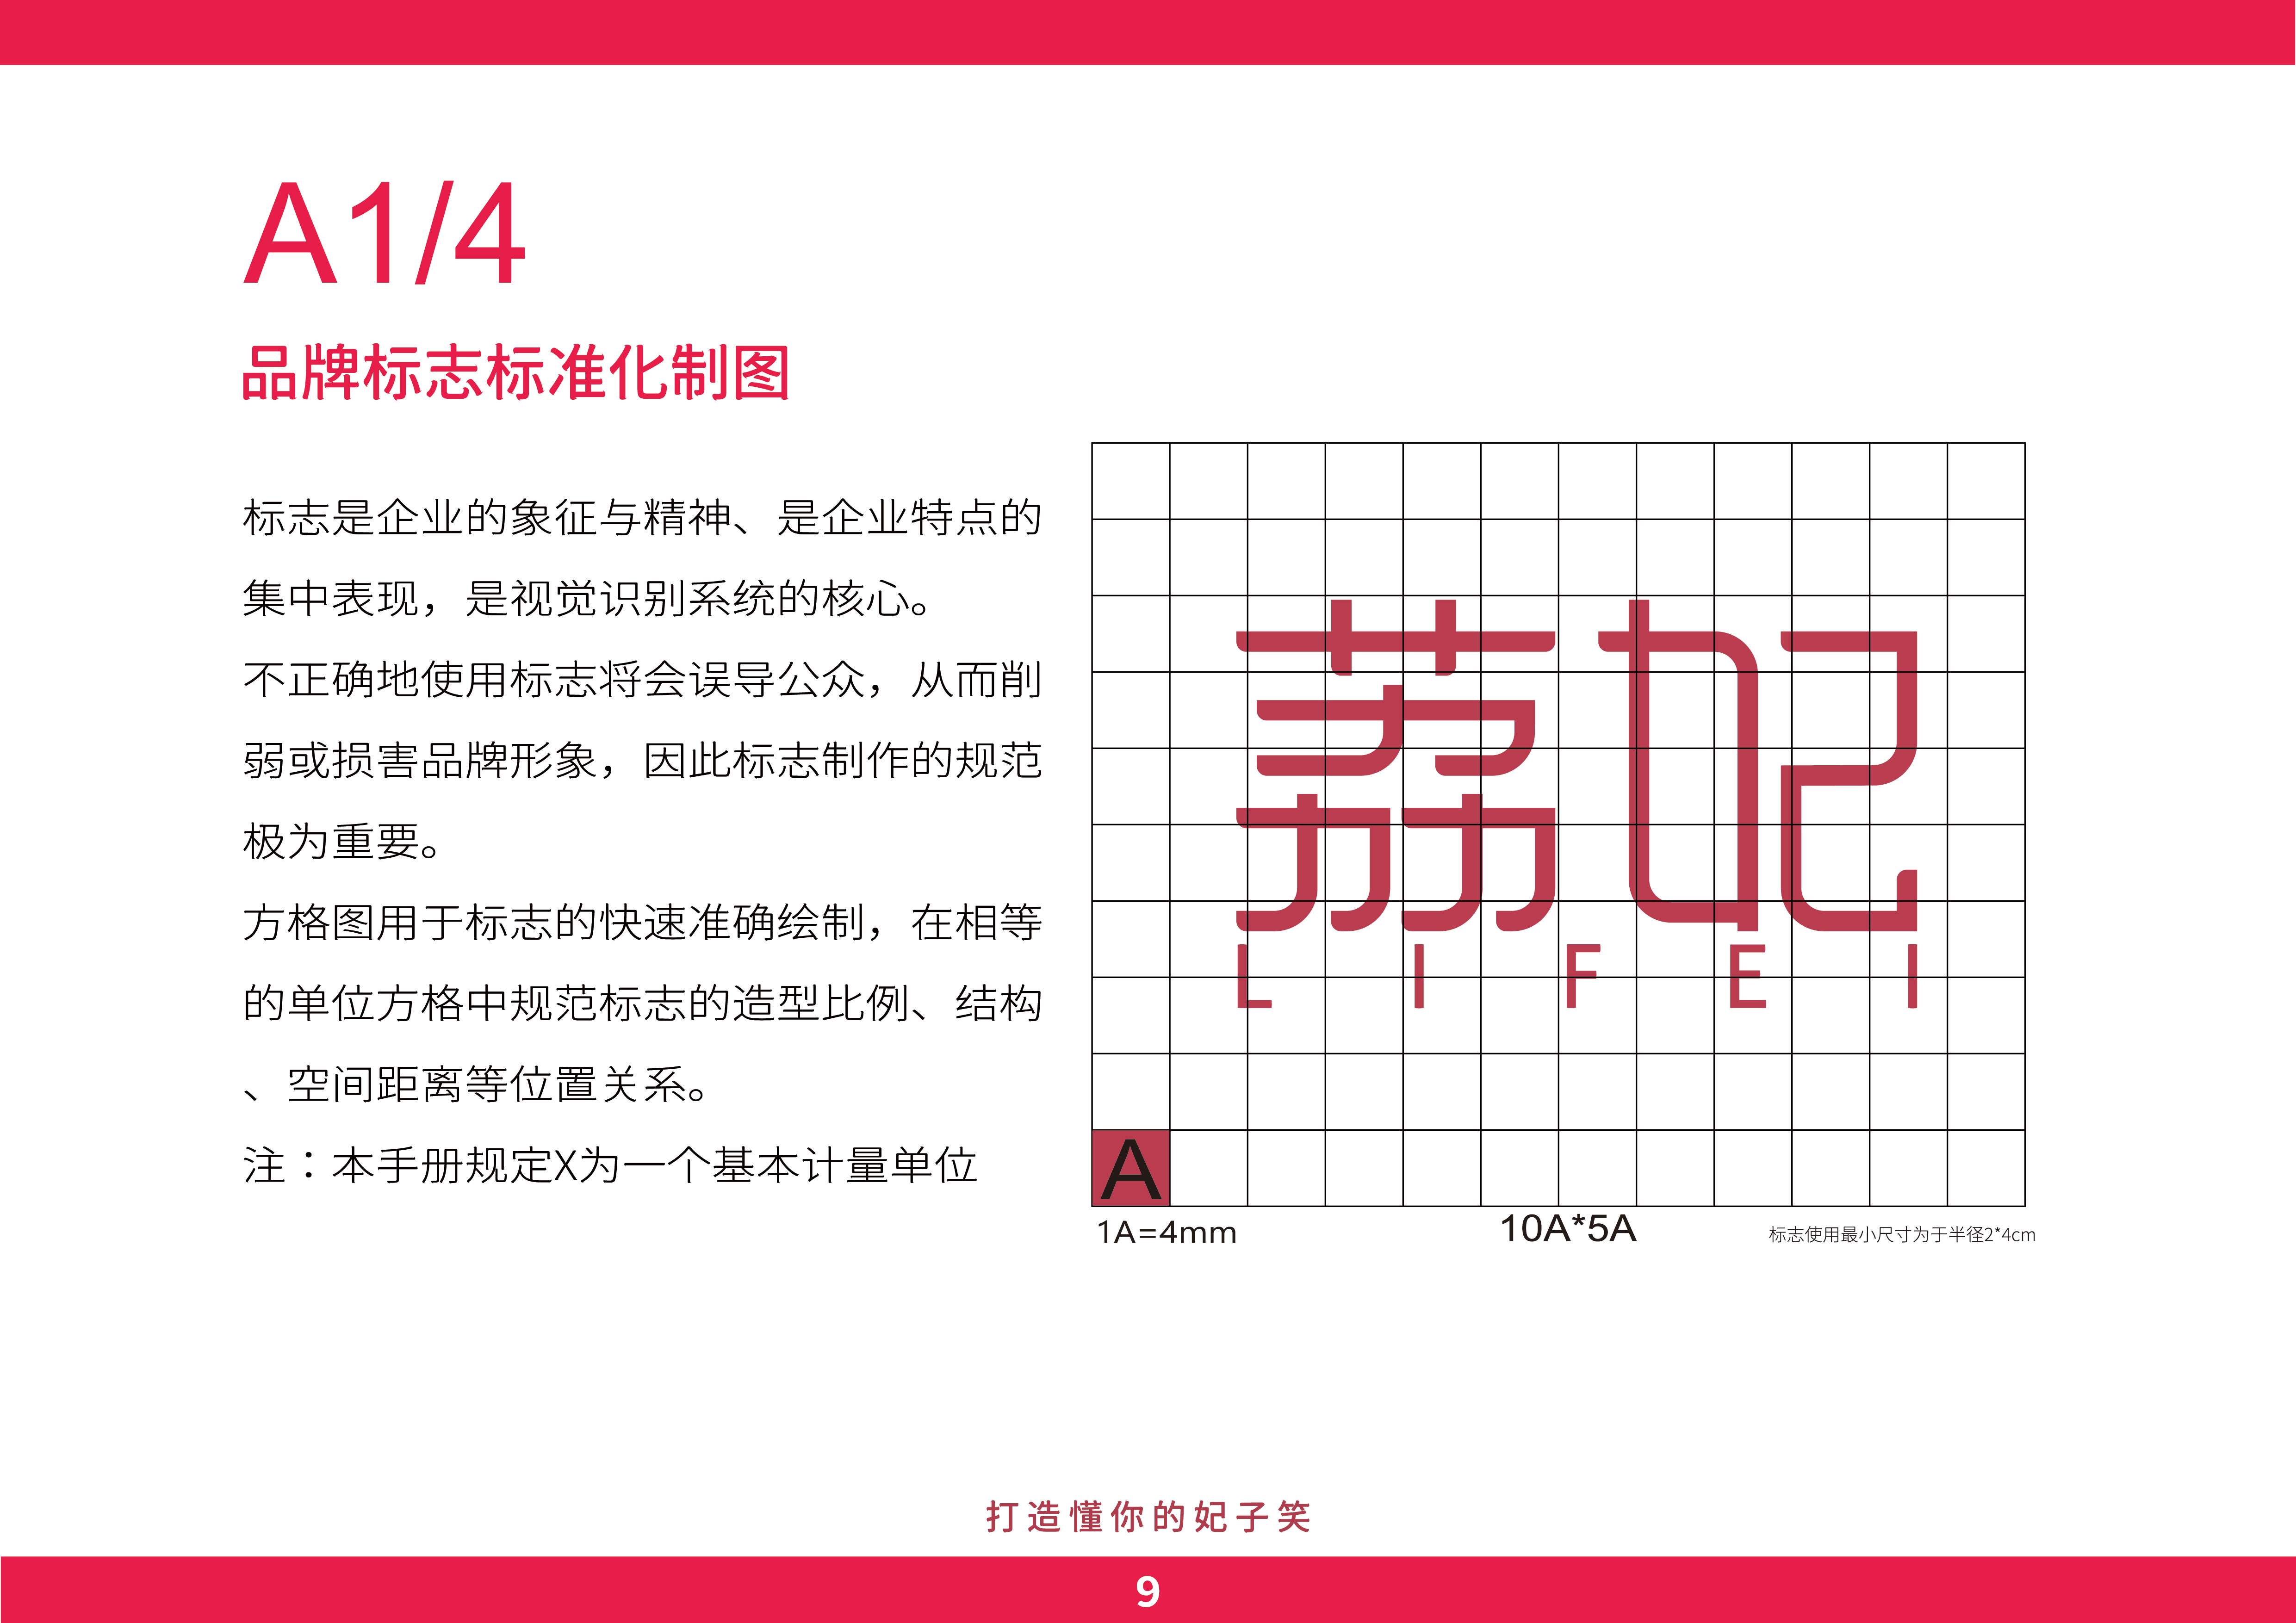 A1/4
品牌标志标准化制图
标志是企业的象征与精神、是企业特点的
集中表现，是视觉识别系统的核心。
不正确地使用标志将会误导公众，从而削
弱或损害品牌形象，因此标志制作的规范
极为重要。
方格图用于标志的快速准确绘制，在相等
的单位方格中规范标志的造型比例、结构
、空间距离等位置关系。
注：本手册规定X为一个基本计量单位
荔妃
LIFEI
A
1A=4mm
10A*5A
标志使用最小尺寸为于半径2*4cm
打造懂你的妃子笑
9